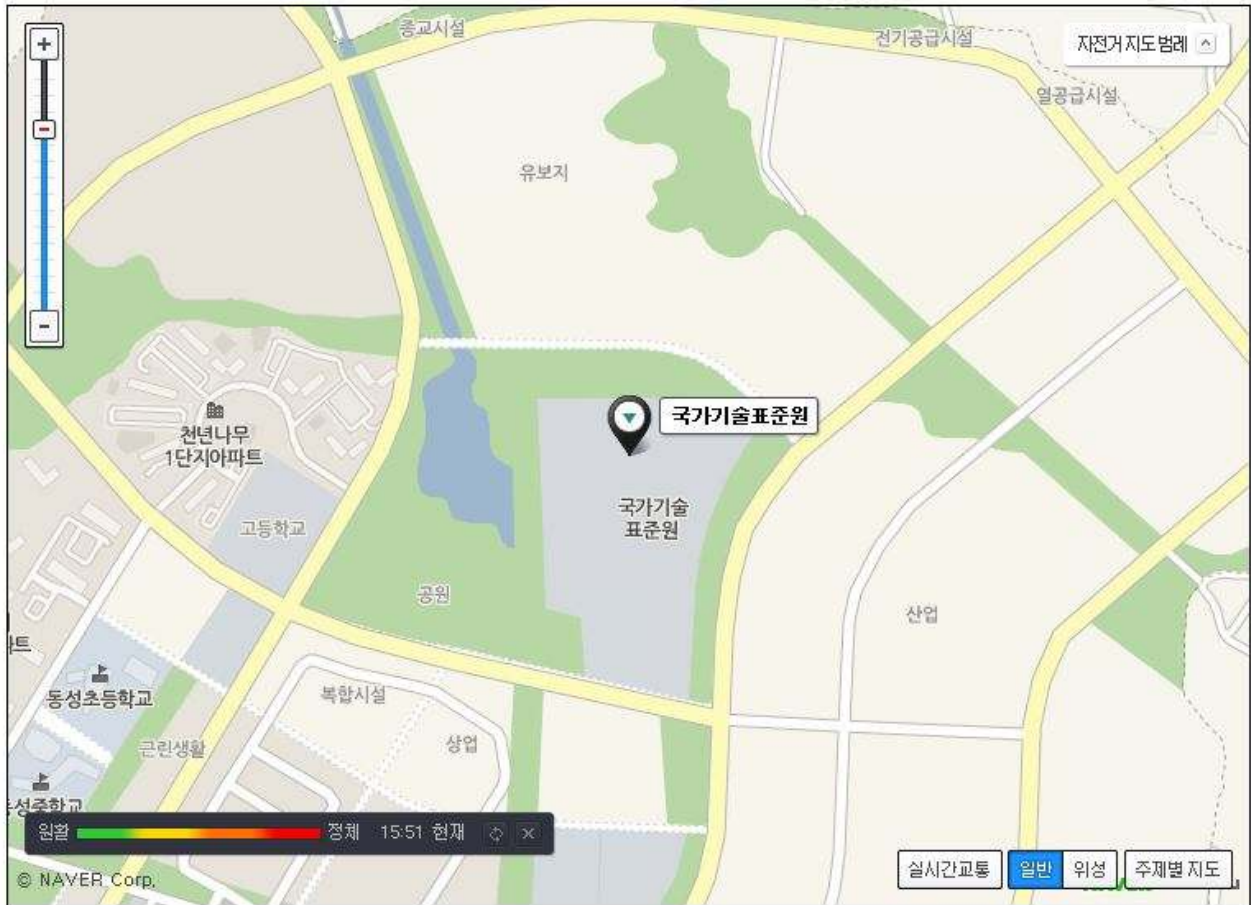 종교시설
전기공급시설
자전거 지도 범례
열공급시설
유보지
국가기술표준원
천년나무
1단지아파트
국가기술
표준원
고등학교
공원
산업
트
동성초등학교
복합시설
근린생활
상업
성중학교
원활
정체
15:51 현재
© NAVER Corp.
실시간교통
일반
위성
주제별 지도